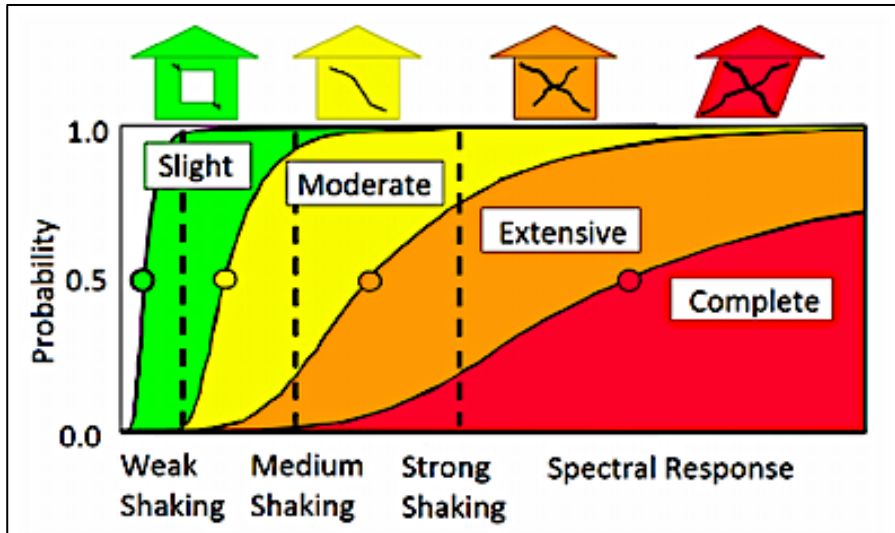 1.0
Slight
Moderate
Extensive
Complete
0.5
0.0
Probability
Weak
Shaking
Medium
Shaking
Strong
Shaking
Spectral Response